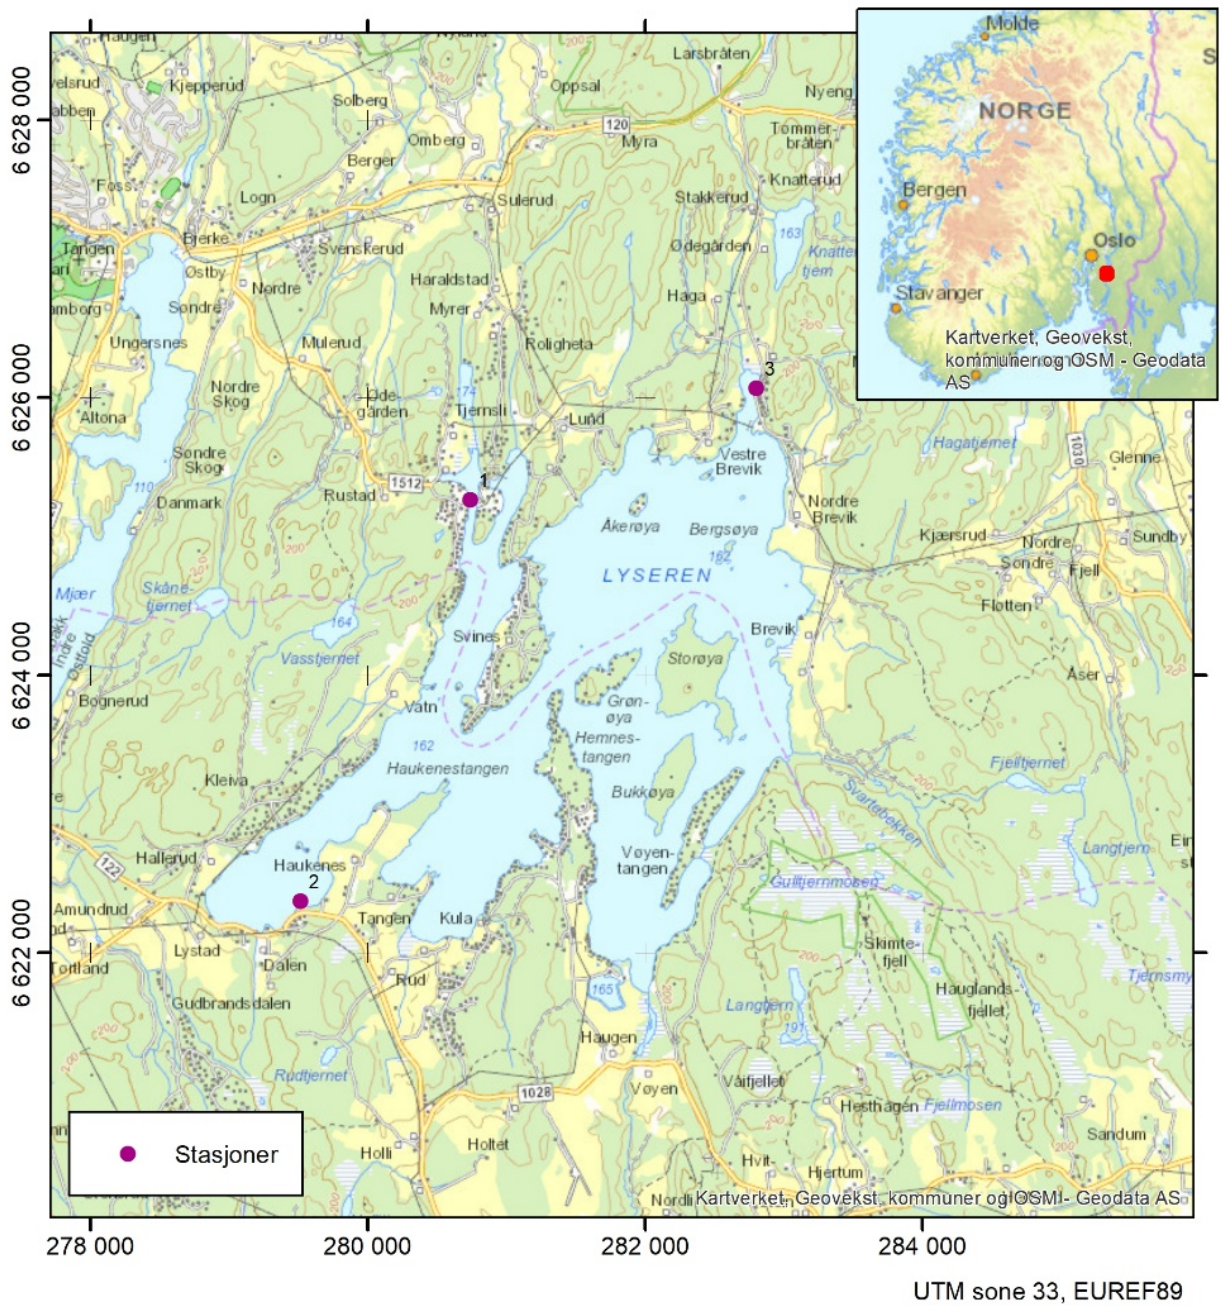 Haugen
Kjepperud
Solberg
Omberg
Berger
Foss
Logn
Bjerke
Tangen
Østby
Svenskerud
Nordre
Søndre
Ungersnes
Mulerud
Nordre
Skog
Altona
Søndre
Skog
110
Danmark
Mjær
Skåne-
tjernet
164
Vasstjernet
Indre
Østfold
Bognerud
Larsbråten
Oppsal
Nyeng
120
Myra
Tommer-
bråten
Knatterud
Sulerud
Stakkerud
163
Ødegården
Haraldstad
Haga
Myrer
Roligheta
174
Tjernsli
Lund
3
1
1512
Rustad
Vestre
Brevik
Nordre
Brevik
Åkerøya
Bergsøya
162
LYSEREN
Hagatjernet
1030
Glenne
Kjærsrud
Nordre
Sundby
Søndre
Fjell
Fløtten
Svines
Brevik
Storøya
Åser
Vatn
Grøn-
øya
162
Hemnes-
tangen
Haukenestangen
Bukkøya
Kleiva
Fjelltjernet
Svartebekken
Langtjern
Hallerud
Haukenes
2
Vøyen-
tangen
122
Gulltjernmosen
Amundrud
Tangen
Kula
Lystad
Dalen
Skimte-
fjell
Rud
165
Hauglands-
fjellet
Tjernsmy
Gudbrandsdalen
Langtjern
191
Haugen
Rudtjernet
1028
Vøyen
Våifjellet
Hesthagen
Fjellmosen
Holli
Holtet
Sandum
Hvit-
Hjertum
200
Kartverket, Geovekst, kommuner og OSM - Geodata AS
Stasjoner
Molde
NORGE
Bergen
Oslo
Stavanger
Kartverket, Geovekst,
kommuner og OSM - Geodata
AS
6 628 000
6 626 000
6 624 000
6 622 000
278 000
280 000
282 000
284 000
UTM sone 33, EUREF89